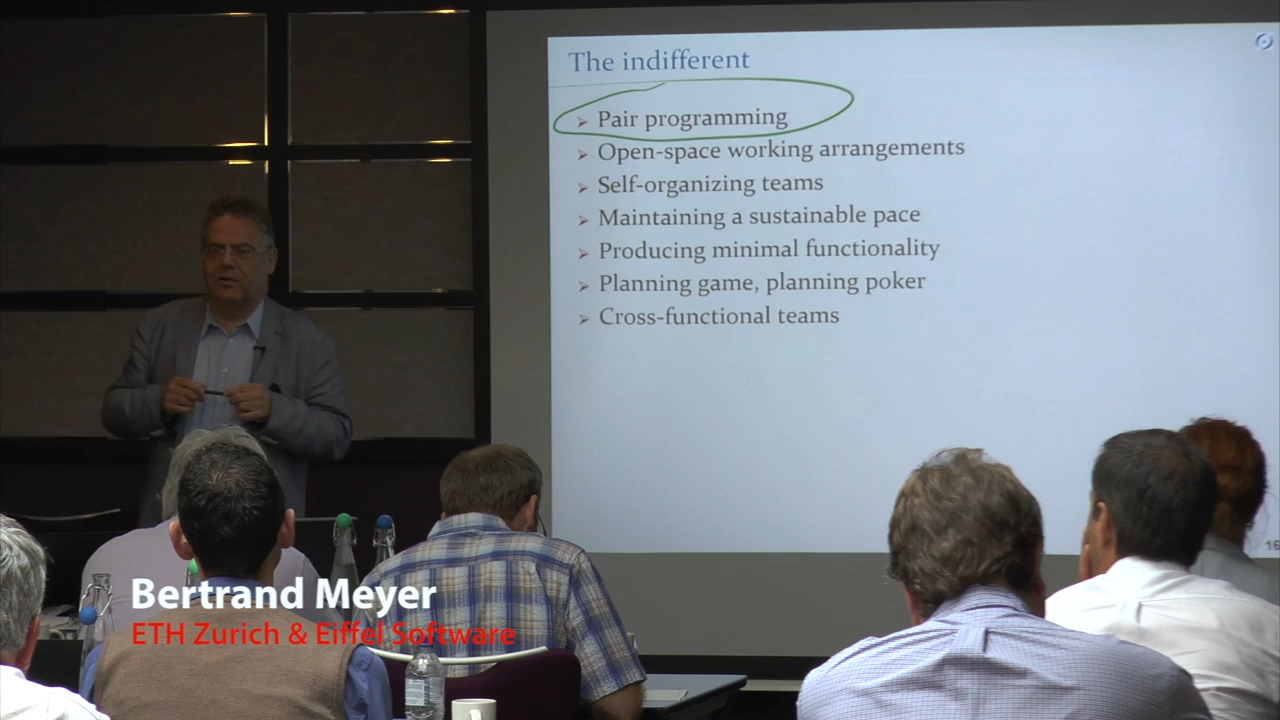 The indifferent
➢ Pair programming
➢ Open-space working arrangements
➢ Self-organizing teams
➢ Maintaining a sustainable pace
➢ Producing minimal functionality
➢ Planning game, planning poker
➢ Cross-functional teams
16
Bertrand Meyer
ETH Zurich & Eiffel Software